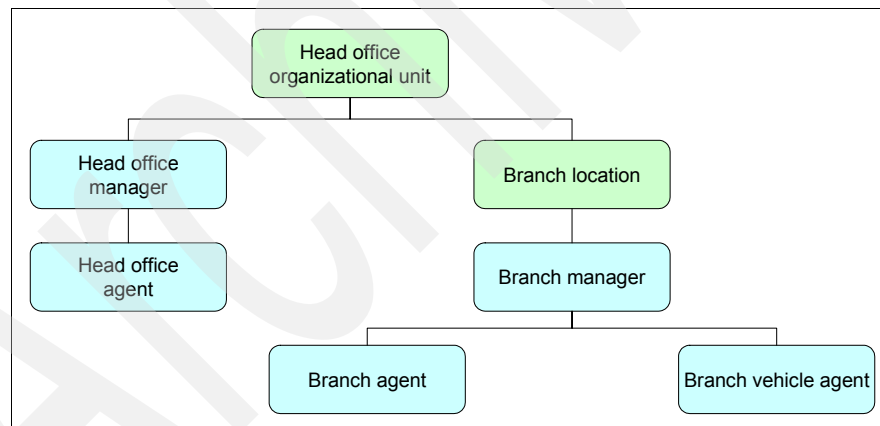 Head office
organizational unit
Head office
manager
Branch location
Head office
agent
Branch manager
Branch agent
Branch vehicle agent